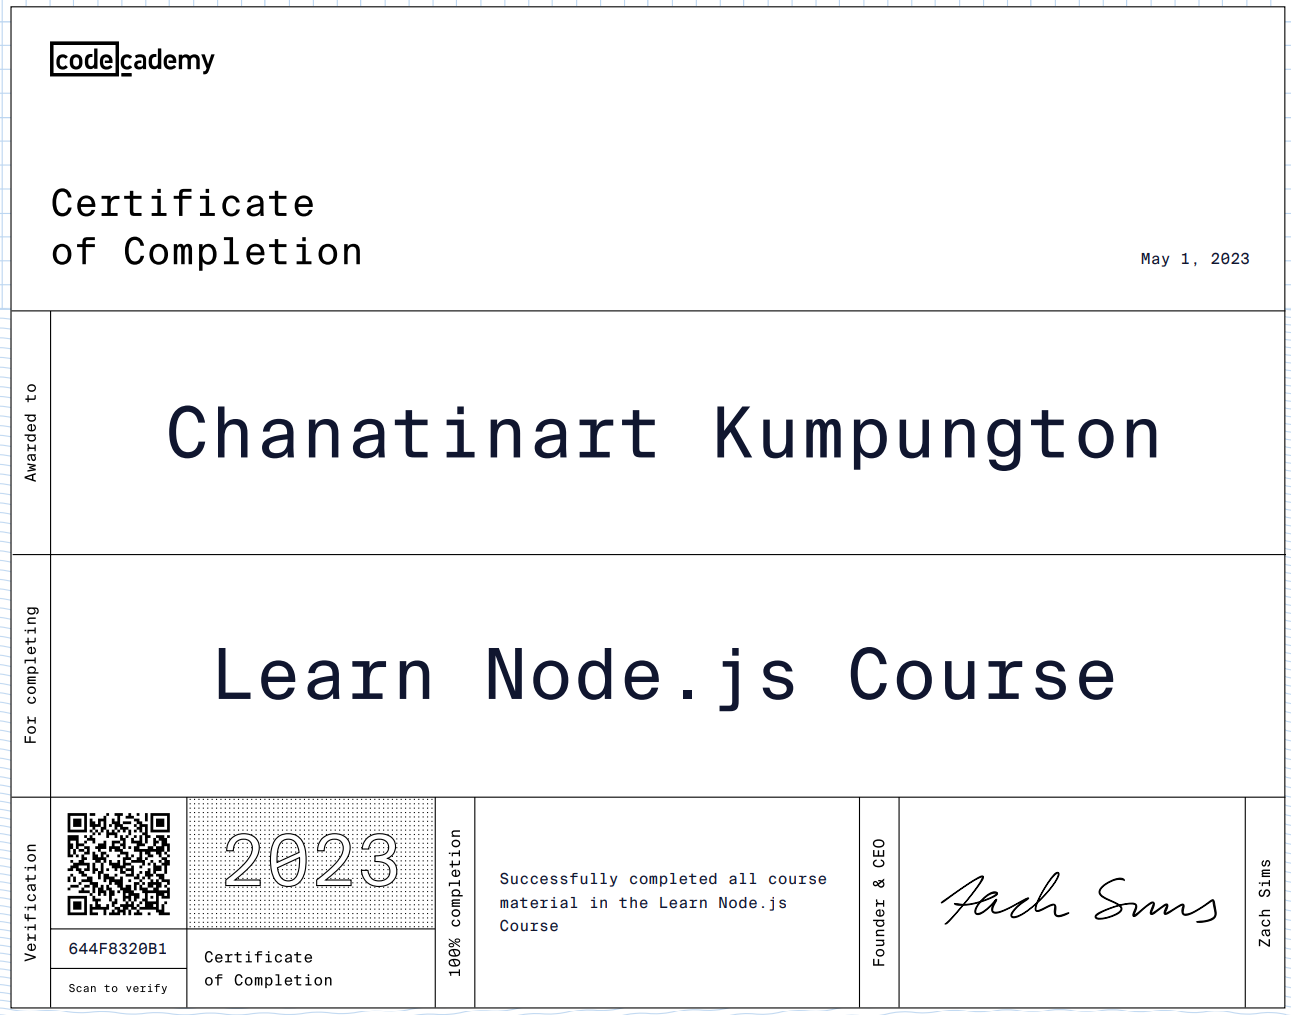 codecademy
Certificate
of Completion
May 1, 2023
Awarded to
Chanatinart Kumpungton
For completing
Learn Node.js Course
Verification
644F8320B1
Scan to verify
2023
Certificate
of Completion
100% completion
Successfully completed all course
material in the Learn Node.js
Course
Founder & CEO
Zach Sims
Zach Sims